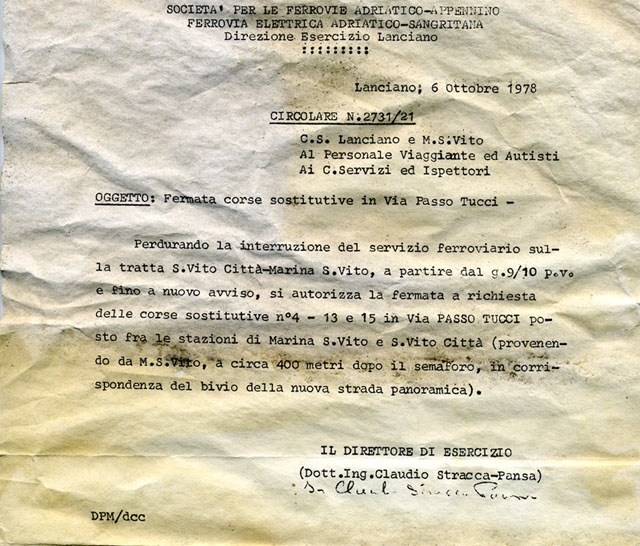 SOCIETA' PER LE FERROVIE ADRIATICO-APPENNINO
FERROVIA ELETTRICA ADRIATICO-SANGRITANA
Direzione Esercizio Lanciano
:::::::::
Lanciano; 6 Ottobre 1978
CIRCOLARE N.2731/21
C.S. Lanciano e M.S.Vito
Al Personale Viaggiante ed Autisti
Ai C.Servizi ed Ispettori
OGGETTO: Fermata corse sostitutive in Via Passo Tucci -
Perdurando la interruzione del servizio ferroviario sul-
la tratta S.Vito Città-Marina S.Vito, a partire dal g.9/10 p.v.
e fino a nuovo avviso, si autorizza la fermata a richiesta
delle corse sostitutive n°4 - 13 e 15 in Via PASSO TUCCI po-
sto fra le stazioni di Marina S.Vito e S.Vito Città (provenen-
do da M.S.Vito, a circa 400 metri dopo il semaforo, in corri-
spondenza del bivio della nuova strada panoramica).
IL DIRETTORE DI ESERCIZIO
(Dott.Ing.Claudio Stracca-Pansa)
DPM/dcc